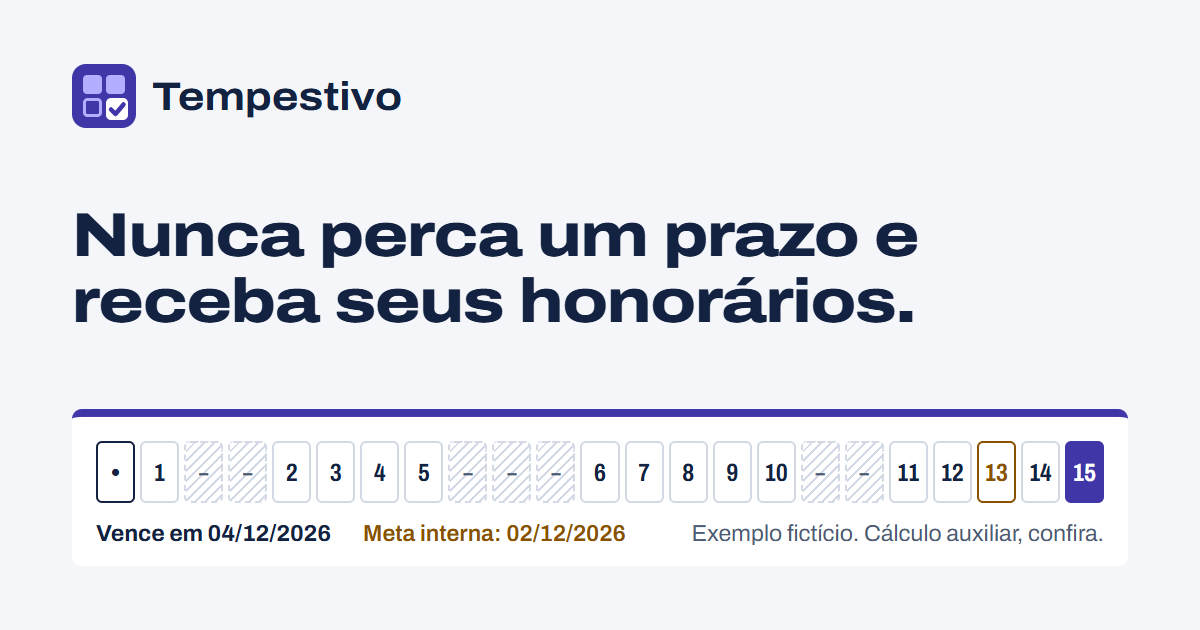 Tempestivo
Nunca perca um prazo e
receba seus honorários.
• 1 – – 2 3 4 5 – – – 6 7 8 9 10 – – 11 12 13 14 15
Vence em 04/12/2026 Meta interna: 02/12/2026 Exemplo fictício. Cálculo auxiliar, confira.